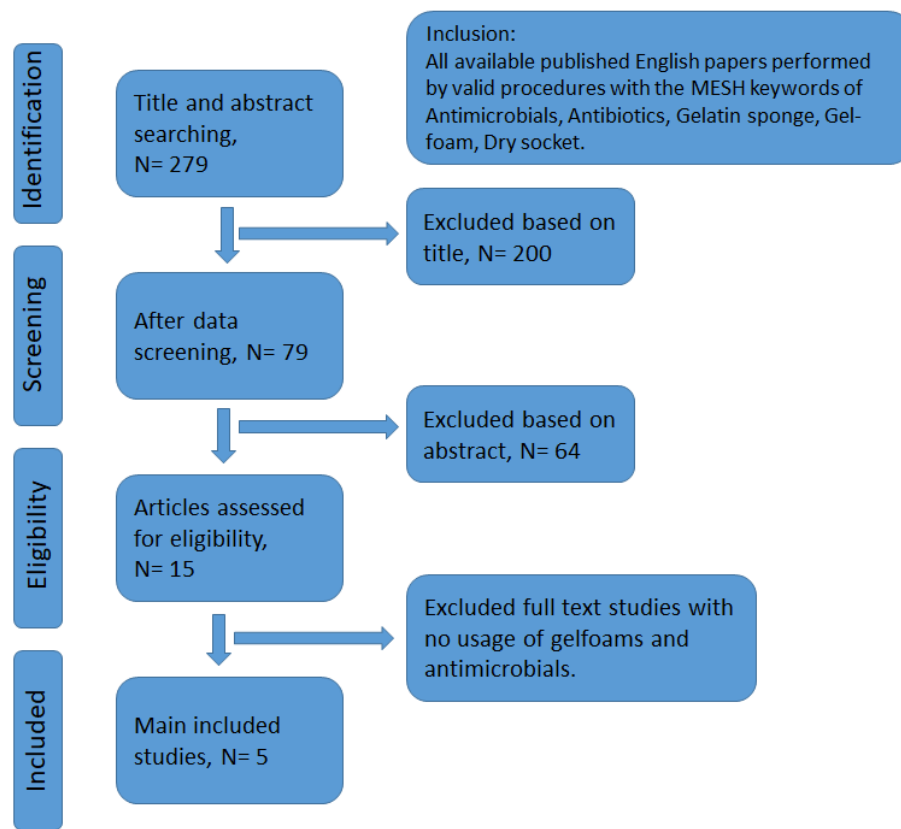 Identification
Inclusion:
All available published English papers performed
by valid procedures with the MESH keywords of
Antimicrobials, Antibiotics, Gelatin sponge, Gel-
foam, Dry socket.
Title and abstract
searching,
N= 279
Excluded based on
title, N= 200
Screening
After data
screening, N= 79
Excluded based on
abstract, N= 64
Eligibility
Articles assessed
for eligibility,
N= 15
Excluded full text studies with
no usage of gelfoams and
antimicrobials.
Included
Main included
studies, N= 5